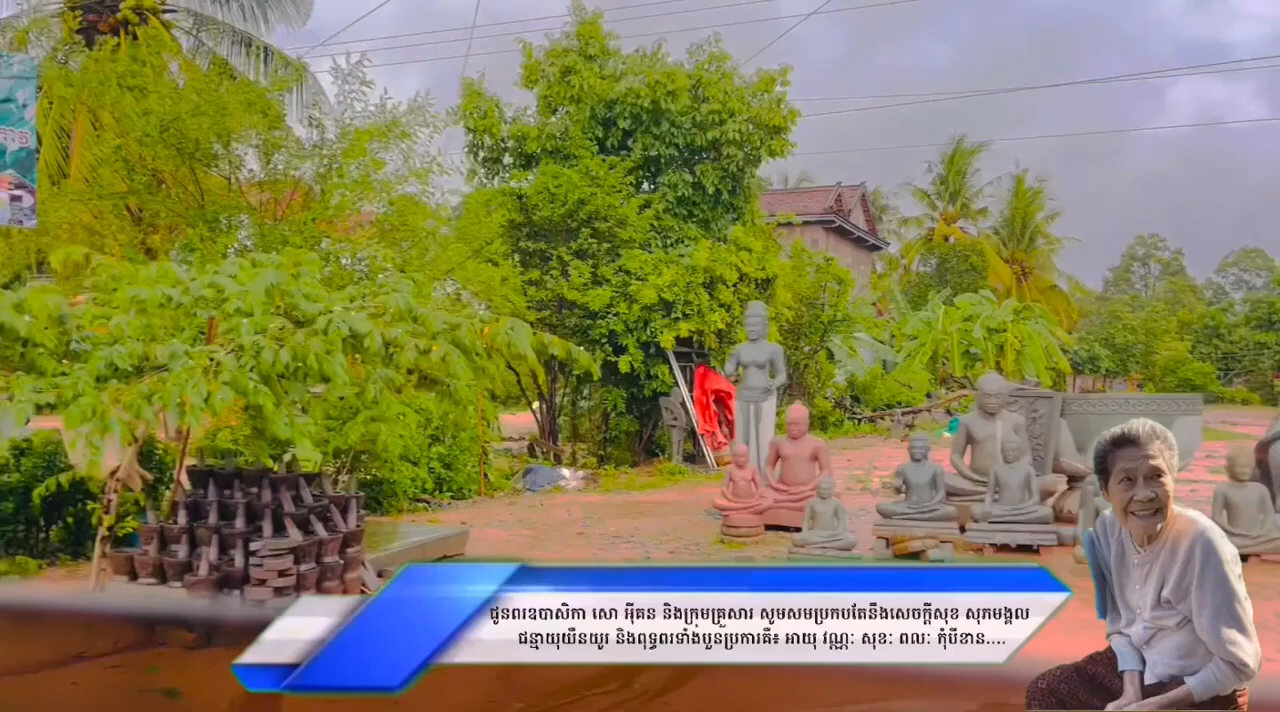 ជូនពរឧបាសិកា សោ អ៊ីគន និងក្រុមគ្រួសារ សូមសមប្រកបតែនឹងសេចក្ដីសុខ សុភមង្គល
ជន្មាយុយឺនយូរ និងពុទ្ធពរទាំងបួនប្រការគឺ៖ អាយុ វណ្ណៈ សុខៈ ពលៈ កុំបីខាន....